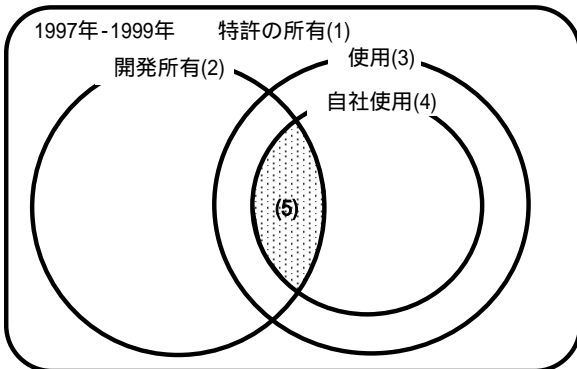 1997年-1999年 特許の所有(1)
開発所有(2)
使用(3)
自社使用(4)
(5)